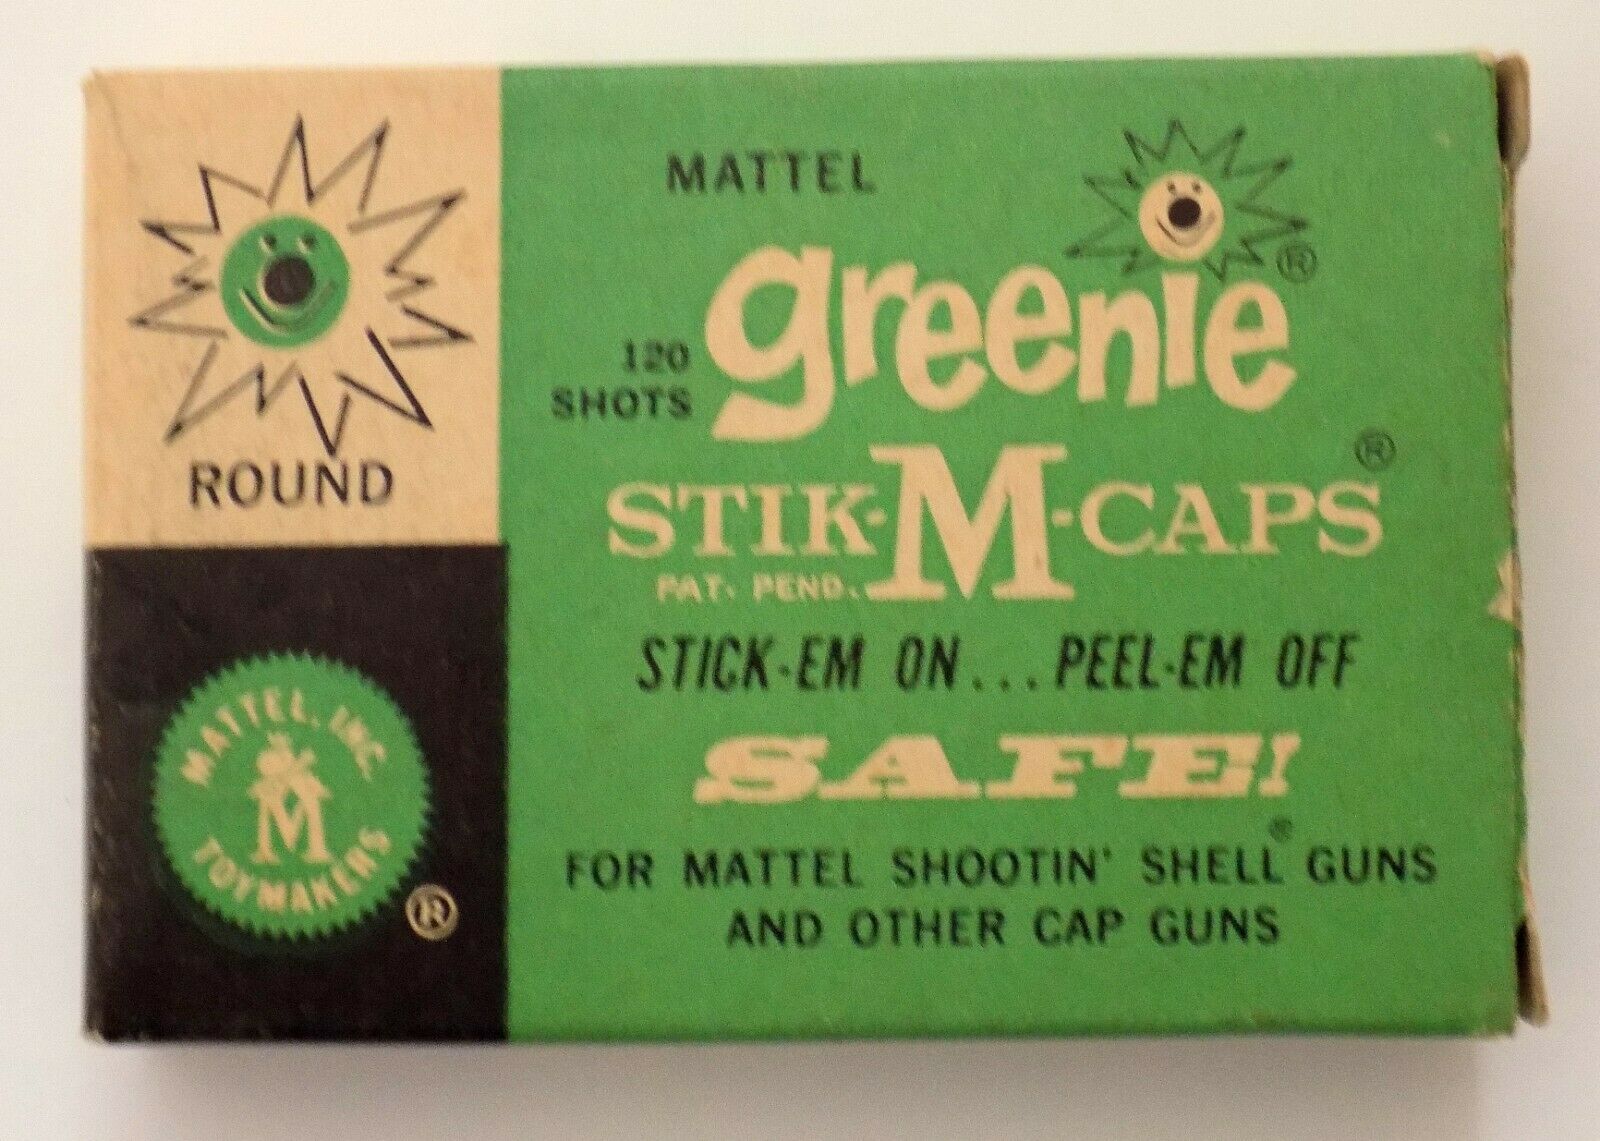 ROUND
MATTEL, INC.
M
TOYMAKERS
®
MATTEL
®
120
SHOTS
greenie
STIK-M-CAPS®
PAT. PEND.
STICK-EM ON... PEEL-EM OFF
SAFE!
FOR MATTEL SHOOTIN' SHELL® GUNS
AND OTHER CAP GUNS